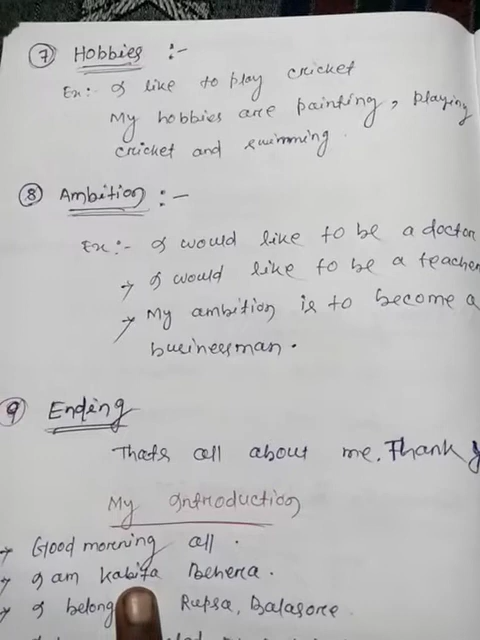 ⑦ Hobbies :-
Ex:- I like to play cricket
My hobbies are painting, playing
cricket and swimming.
⑧ Ambition :-
Ex:- I would like to be a doctor
→ I would like to be a teacher
→ My ambition is to become a
businessman.
⑨ Ending
Thats all about me. Thank
My Introduction
→ Good morning all.
→ I am Kabita Behera.
→ I belong Rupsa, Balasore.